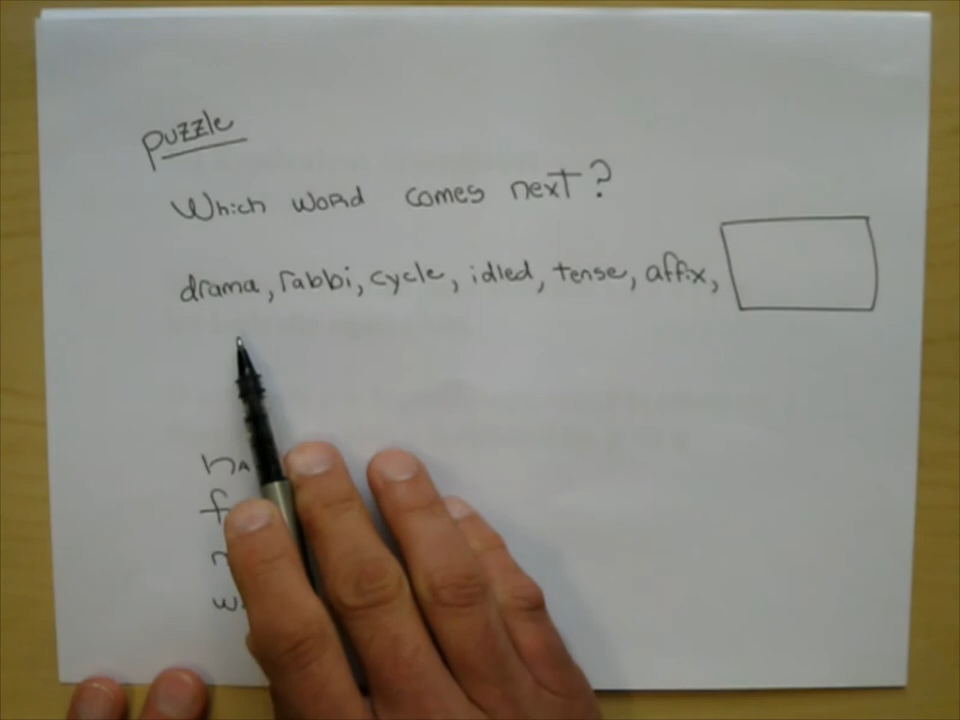 puzzle
Which word comes next?
drama, rabbi, cycle, idled, tense, affix,